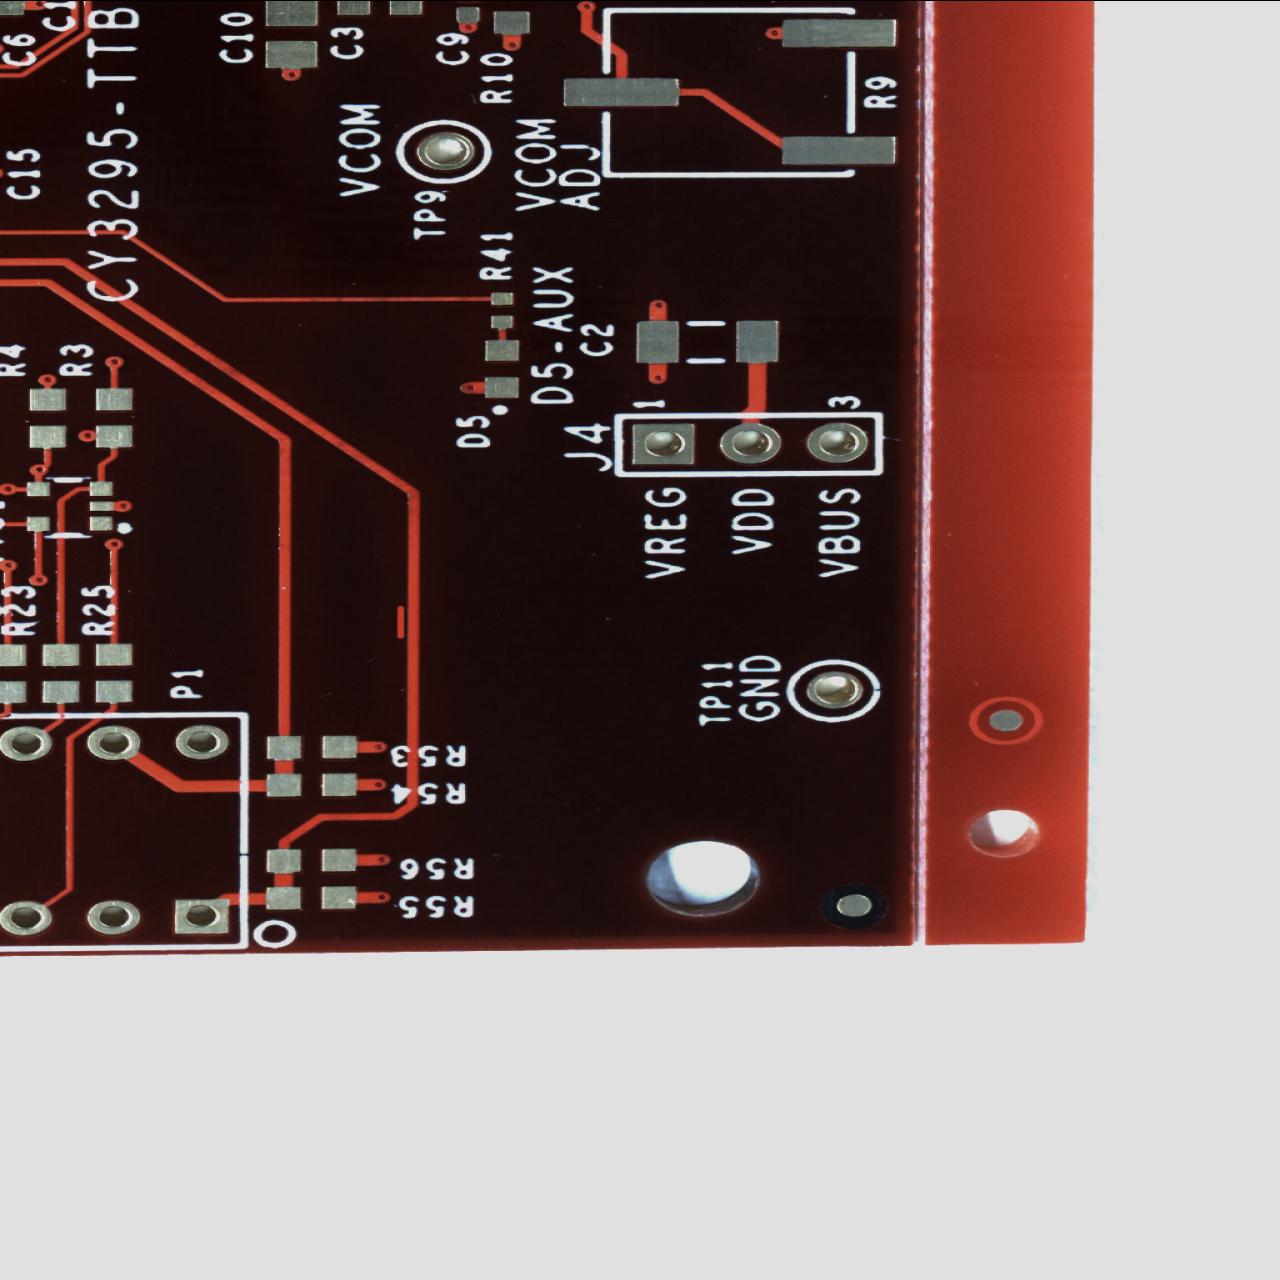 C10
C3
C9
R10
C6
C1
CY3295-TTB
R9
VCOM
TP9
VCOM
ADJ
C15
R41
D5-AUX
C2
D5
R4
R3
1
3
J4
VREG
VDD
VBUS
R23
R25
P1
TP11
GND
R53
R54
R56
R55